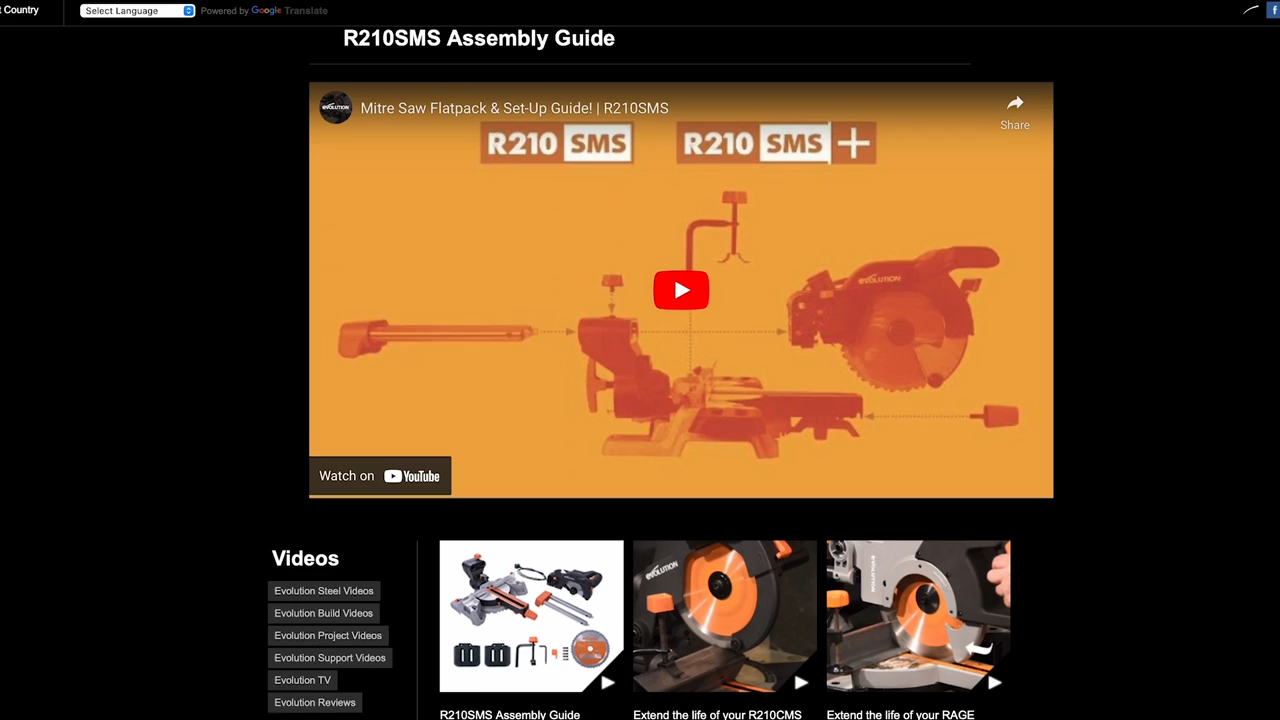 t Country
Select Language
Powered by Google Translate
f
R210SMS Assembly Guide
EVOLUTION
Mitre Saw Flatpack & Set-Up Guide! | R210SMS
Share
R210 SMS
R210 SMS+
EVOLUTION
Watch on YouTube
Videos
Evolution Steel Videos
Evolution Build Videos
Evolution Project Videos
Evolution Support Videos
Evolution TV
Evolution Reviews
EVOLUTION
EVOLUTION
R210SMS Assembly Guide
Extend the life of your R210CMS
Extend the life of your RAGE